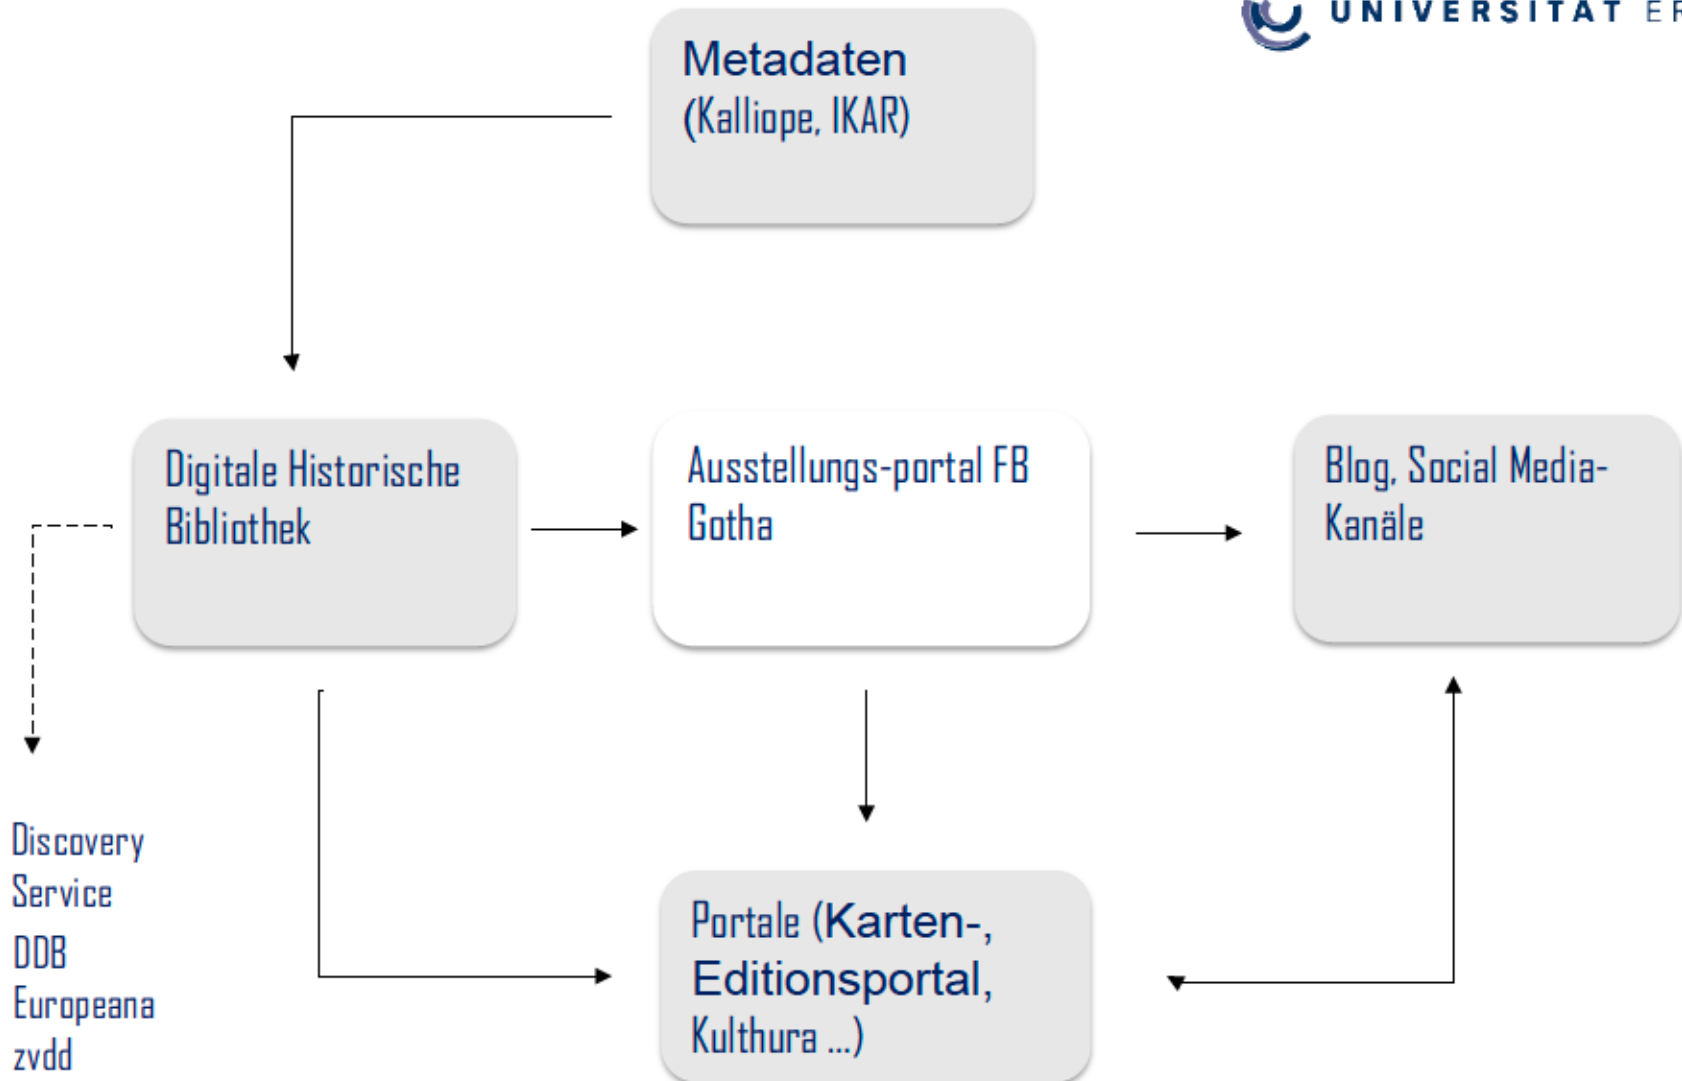 UNIVERSITÄT ER
Metadaten
(Kalliope, IKAR)
Digitale Historische
Bibliothek
Ausstellungs-portal FB
Gotha
Blog, Social Media-
Kanäle
Discovery
Service
DDB
Europeana
zvdd
Portale (Karten-,
Editionsportal,
Kulthura ...)